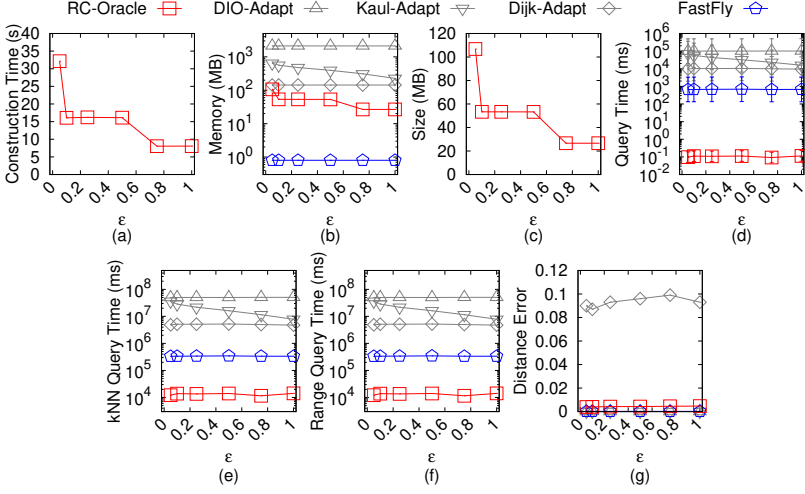 RC-Oracle DIO-Adapt Kaul-Adapt Dijk-Adapt FastFly
Construction Time (s)
40
35
30
25
20
15
10
5
0
0 0.2 0.4 0.6 0.8 1
ε
(a)
Memory (MB)
10^3
10^2
10^1
10^0
0 0.2 0.4 0.6 0.8 1
ε
(b)
Size (MB)
120
100
80
60
40
20
0
0 0.2 0.4 0.6 0.8 1
ε
(c)
Query Time (ms)
10^6
10^5
10^4
10^3
10^2
10^1
10^0
10^-1
10^-2
0 0.2 0.4 0.6 0.8 1
ε
(d)
kNN Query Time (ms)
10^8
10^7
10^6
10^5
10^4
0 0.2 0.4 0.6 0.8 1
ε
(e)
Range Query Time (ms)
10^8
10^7
10^6
10^5
10^4
0 0.2 0.4 0.6 0.8 1
ε
(f)
Distance Error
0.12
0.1
0.08
0.06
0.04
0.02
0
0 0.2 0.4 0.6 0.8 1
ε
(g)